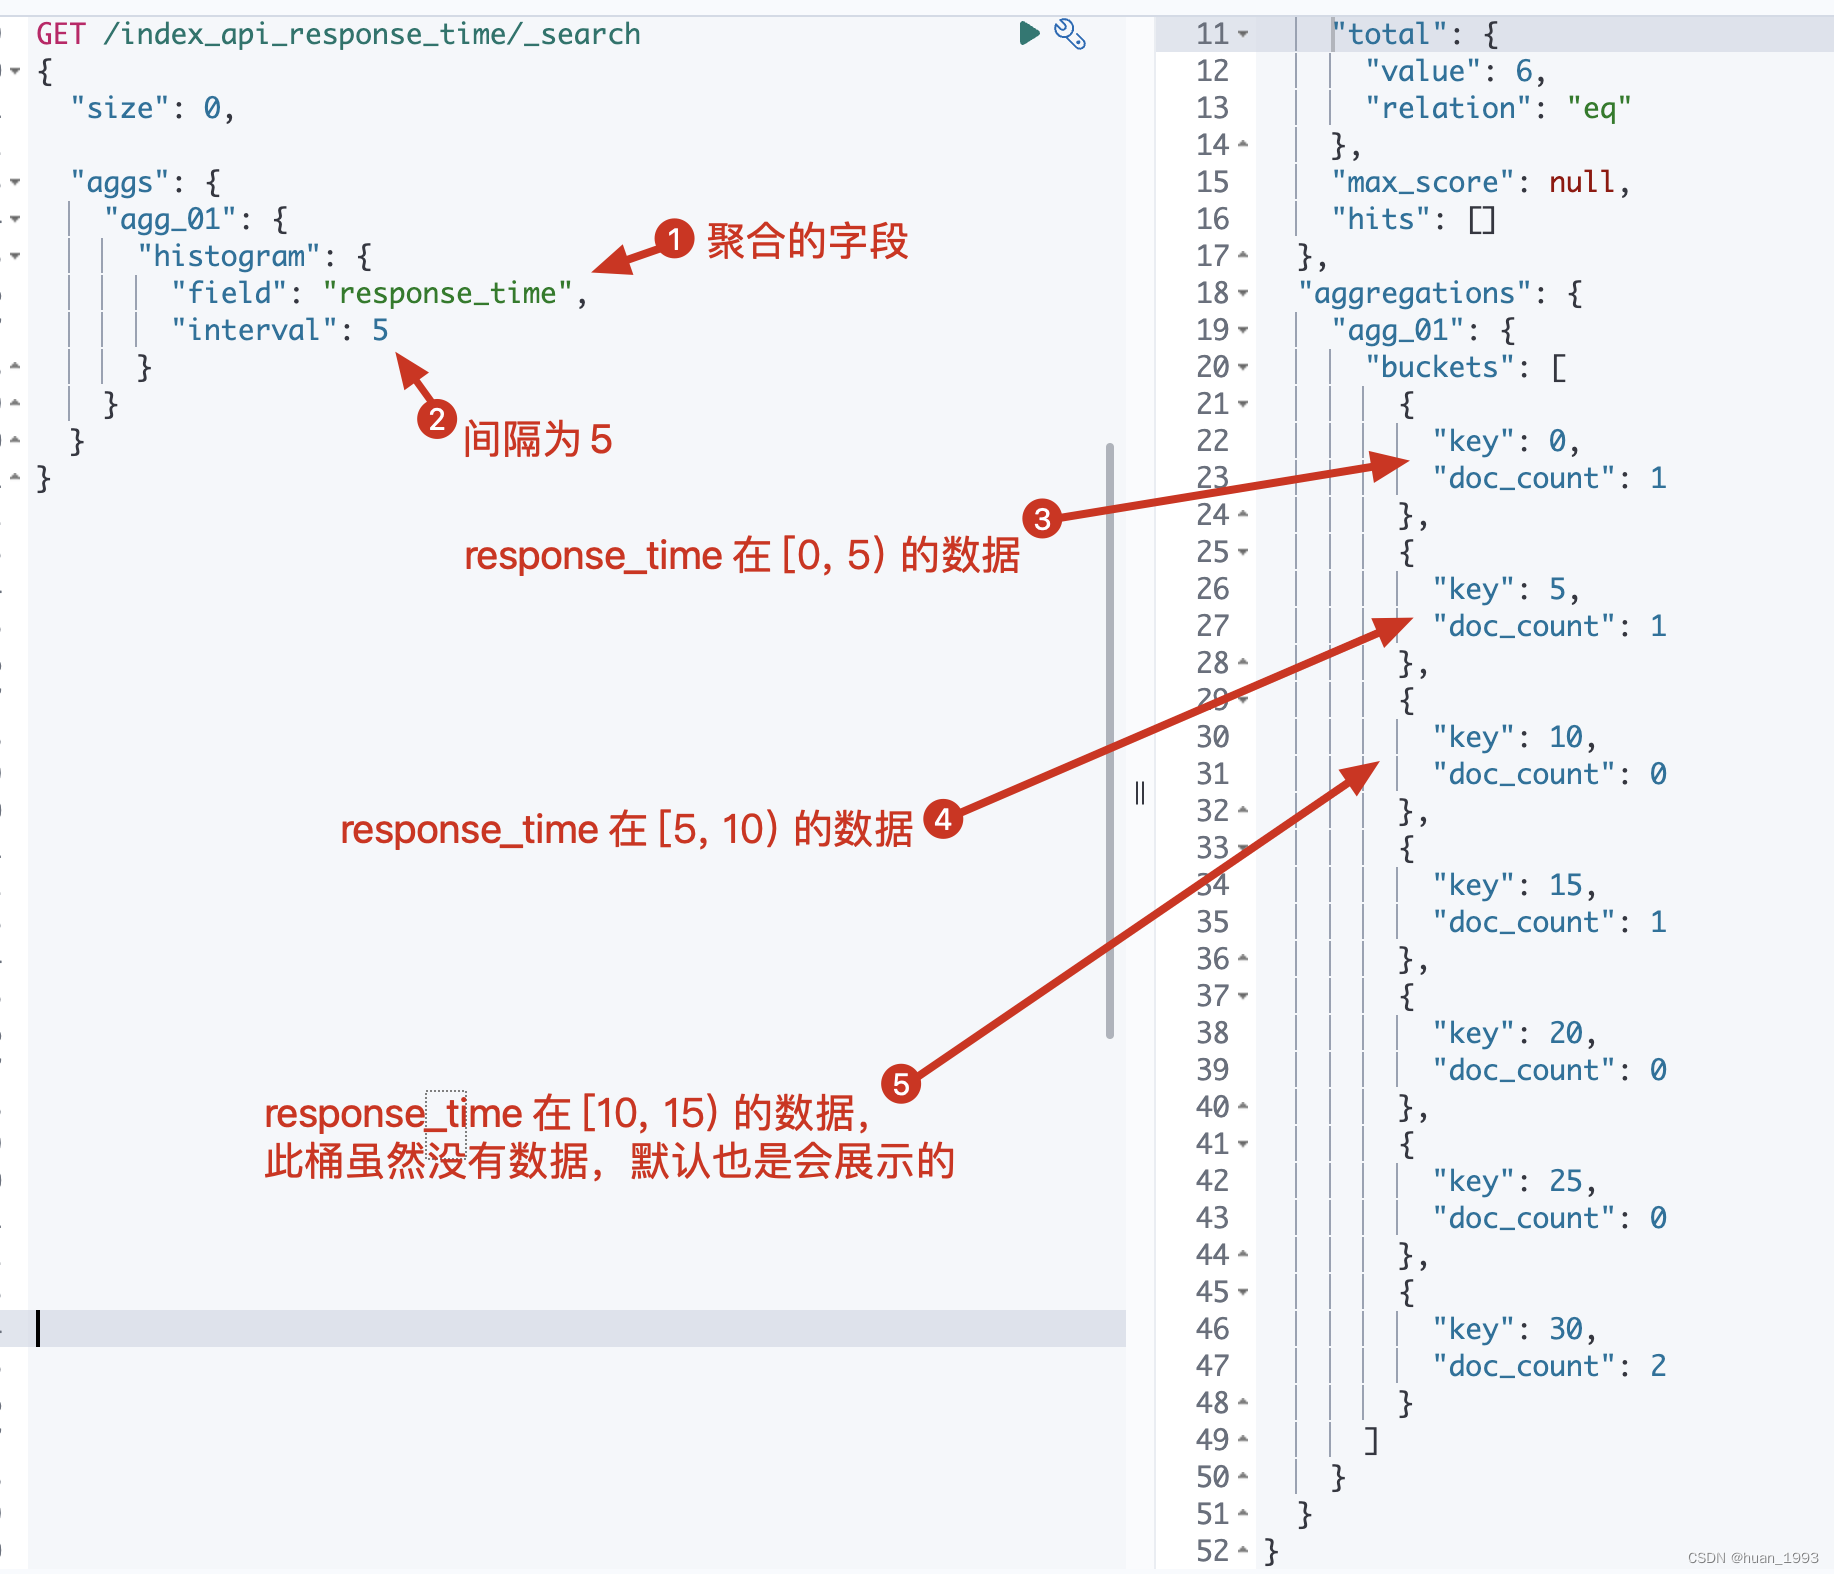 GET /index_api_response_time/_search
{
"size": 0,
"aggs": {
"agg_01": {
"histogram": {
"field": "response_time",
"interval": 5
}
}
}
}
1 聚合的字段
2 间隔为 5
3
response_time 在 [0, 5) 的数据
response_time 在 [5, 10) 的数据 4
5
response_time 在 [10, 15) 的数据,
此桶虽然没有数据，默认也是会展示的
11 "total": {
12 "value": 6,
13 "relation": "eq"
14 },
15 "max_score": null,
16 "hits": []
17 },
18 "aggregations": {
19 "agg_01": {
20 "buckets": [
21 {
22 "key": 0,
23 "doc_count": 1
24 },
25 {
26 "key": 5,
27 "doc_count": 1
28 },
29 {
30 "key": 10,
31 "doc_count": 0
32 },
33 {
34 "key": 15,
35 "doc_count": 1
36 },
37 {
38 "key": 20,
39 "doc_count": 0
40 },
41 {
42 "key": 25,
43 "doc_count": 0
44 },
45 {
46 "key": 30,
47 "doc_count": 2
48 }
49 ]
50 }
51 }
52 }
CSDN @huan_1993